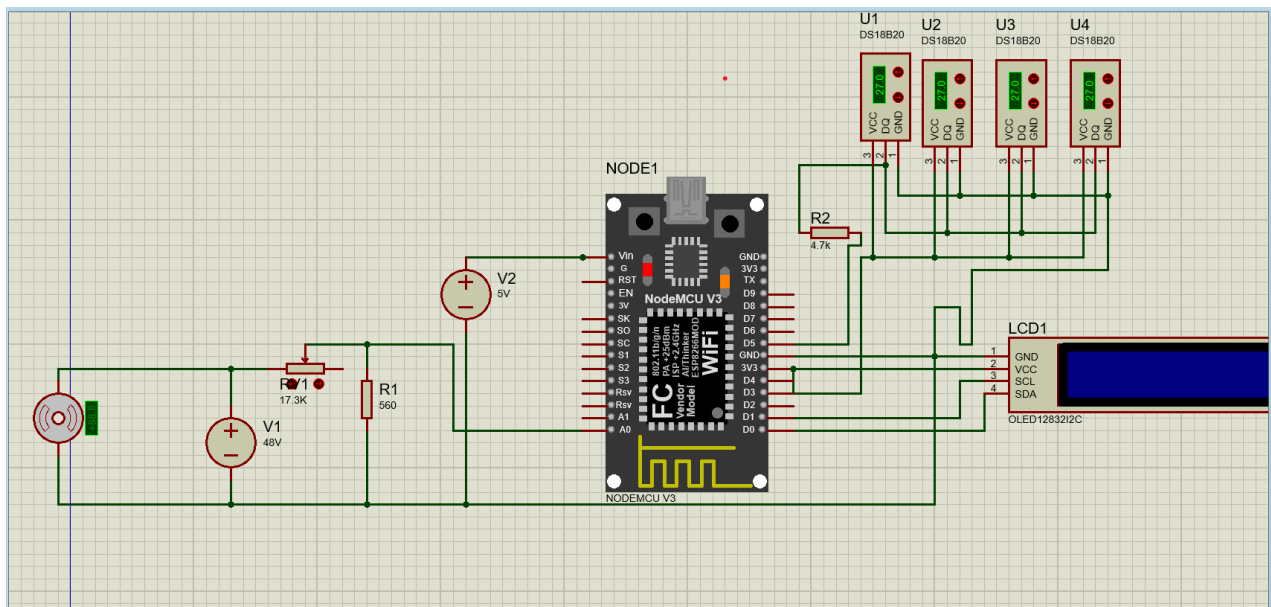 U1
DS18B20
27.0
VCC
DQ
GND
3
2
1
U2
DS18B20
27.0
VCC
DQ
GND
3
2
1
U3
DS18B20
27.0
VCC
DQ
GND
3
2
1
U4
DS18B20
27.0
VCC
DQ
GND
3
2
1
R2
4.7k
NODE1
Vin
G
RST
EN
3V
SK
SO
SC
S1
S2
S3
Rsv
Rsv
A1
A0
GND
3V3
TX
D9
D8
D7
D6
D5
GND
3V3
D4
D3
D2
D1
D0
NodeMCU V3
802.11b/g/n
PA +25dBm
ISP +2.4GHz
AI/Thinker
ESP8266MOD
WiFi
FC
Vendor
Model
NODEMCU V3
V2
5V
RV1
17.3K
R1
560
V1
48V
LCD1
1
2
3
4
GND
VCC
SCL
SDA
OLED12832I2C